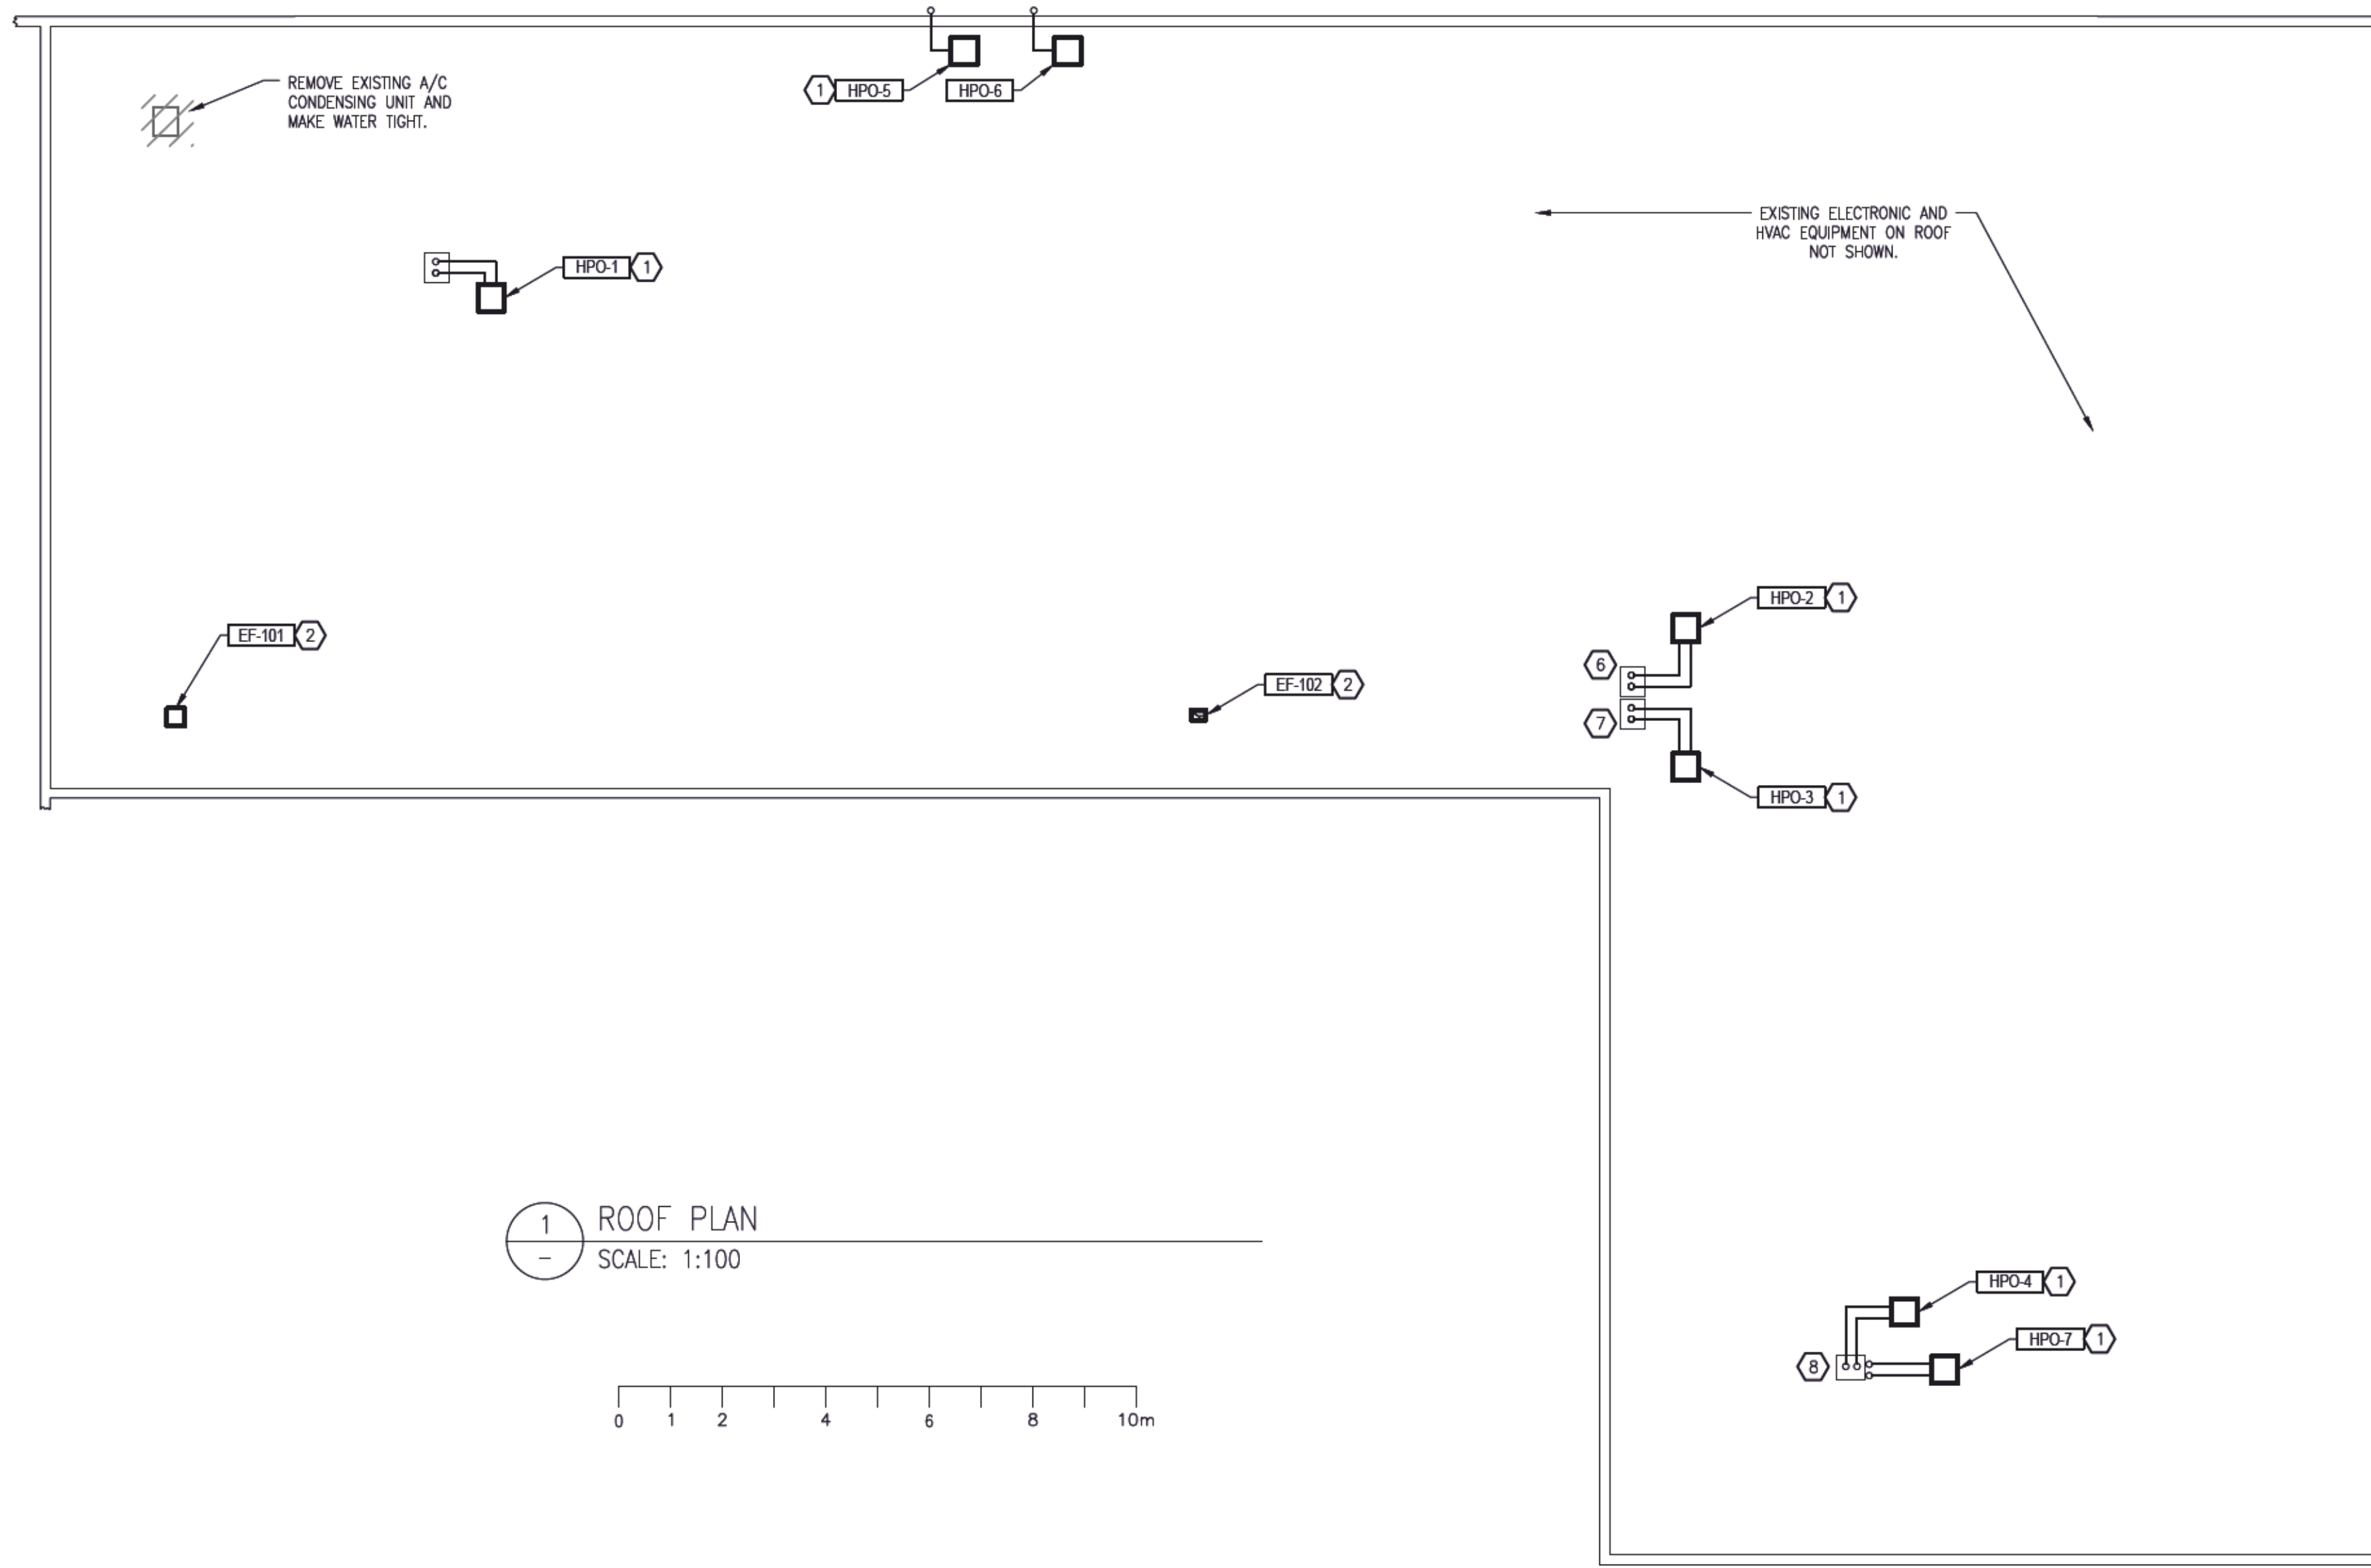 REMOVE EXISTING A/C
CONDENSING UNIT AND
MAKE WATER TIGHT.
1 HPO-5
HPO-6
EXISTING ELECTRONIC AND
HVAC EQUIPMENT ON ROOF
NOT SHOWN.
HPO-1 1
HPO-2 1
EF-101 2
6
EF-102 2
7
HPO-3 1
1
-
ROOF PLAN
SCALE: 1:100
HPO-4 1
HPO-7 1
8
0 1 2 4 6 8 10m